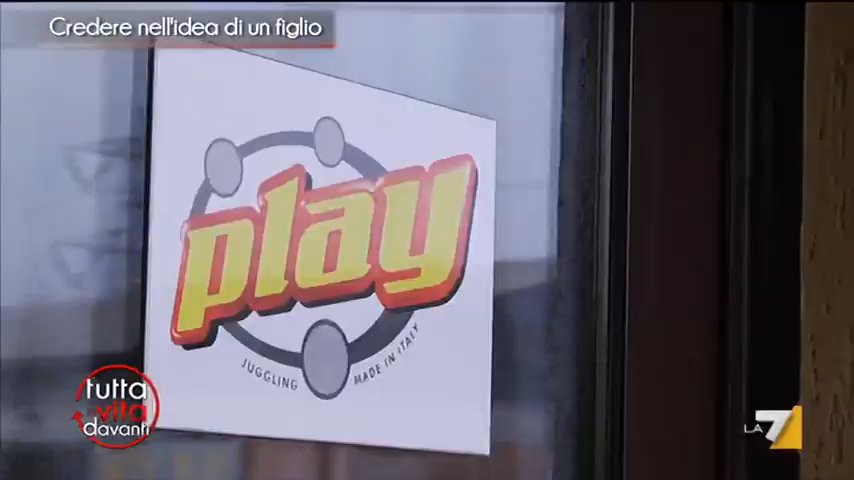 Credere nell'idea di un figlio
play
JUGGLING MADE IN ITALY
tutta
vita
davanti
LA7